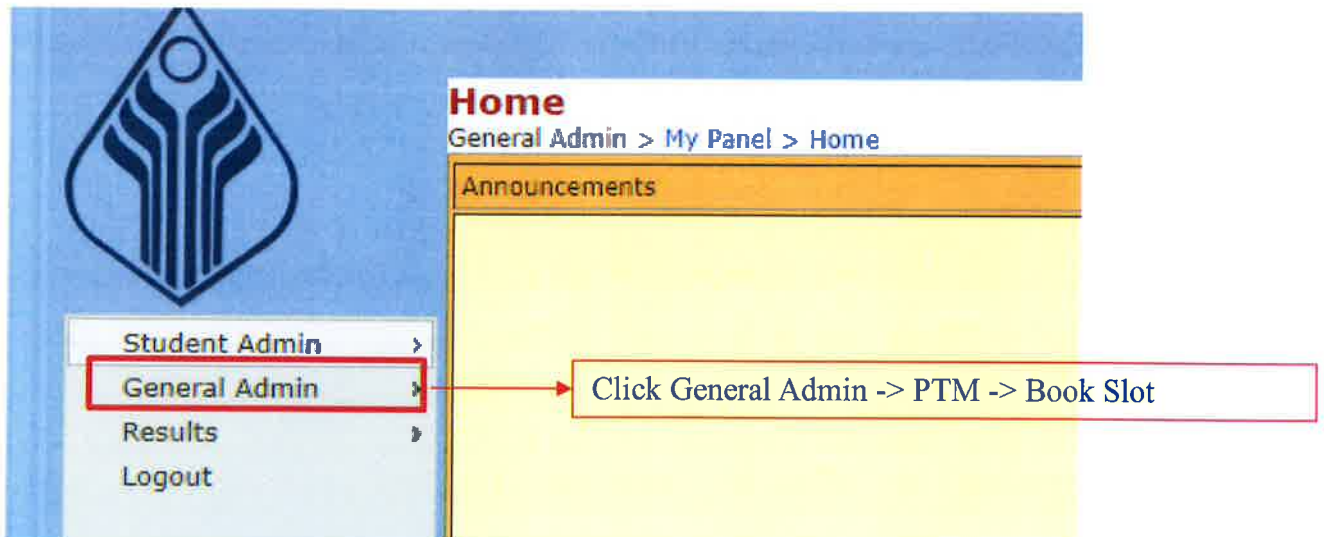 Home
General Admin > My Panel > Home
Announcements
Student Admin >
General Admin >
Click General Admin -> PTM -> Book Slot
Results >
Logout